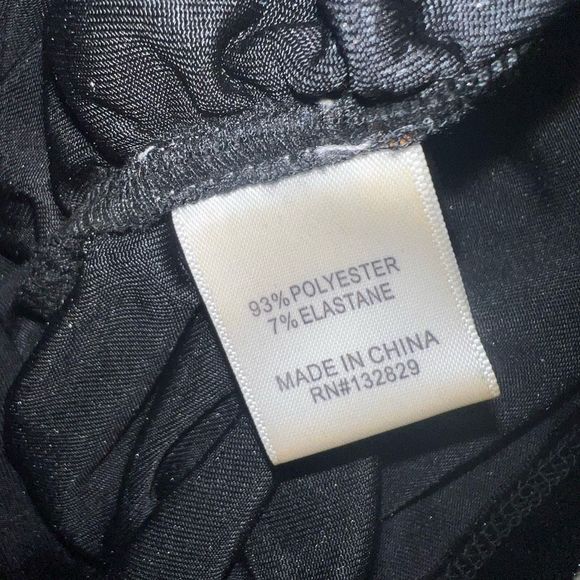 93% POLYESTER
7% ELASTANE
MADE IN CHINA
RN#132829